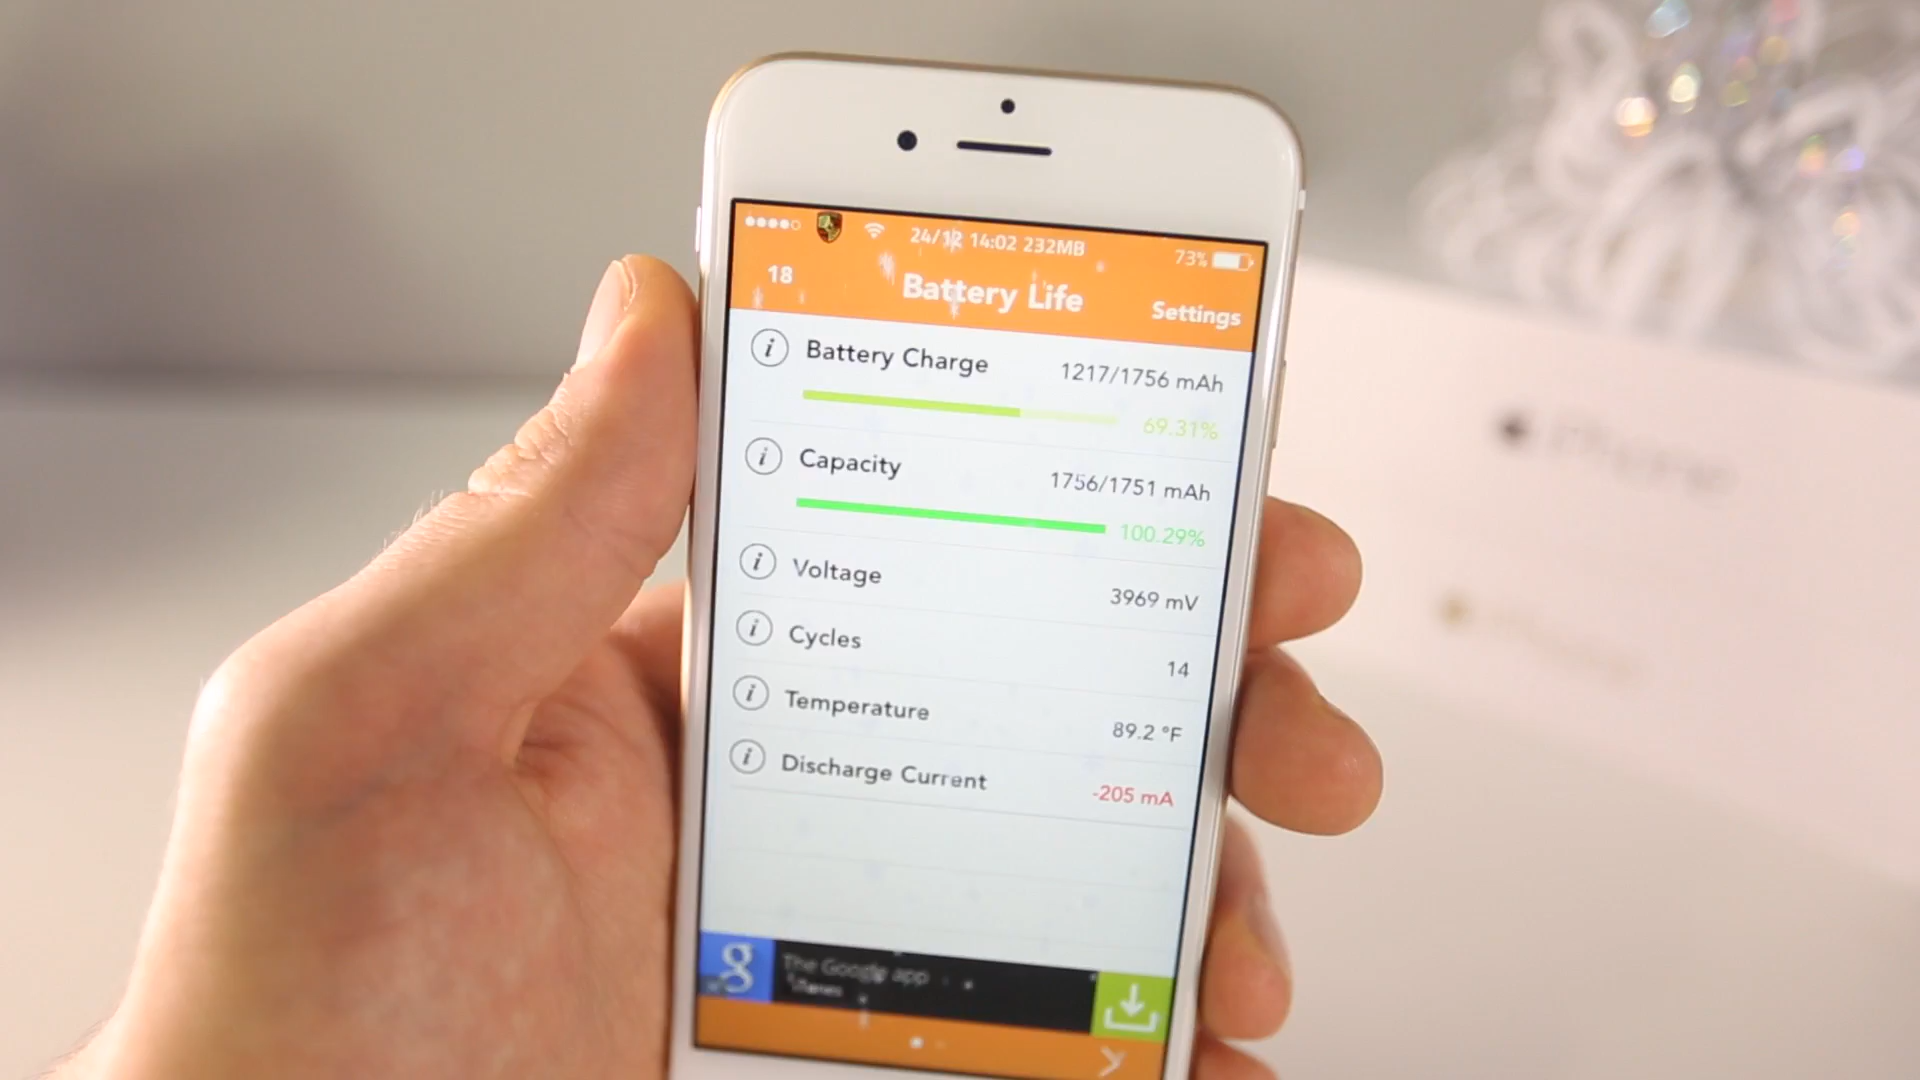 24/12 14:02 232MB
73%
18
Battery Life
Settings
Battery Charge
1217/1756 mAh
69.31%
Capacity
1756/1751 mAh
100.29%
Voltage
3969 mV
Cycles
14
Temperature
89.2 °F
Discharge Current
-205 mA
g
The Google app
iTunes
iPhone